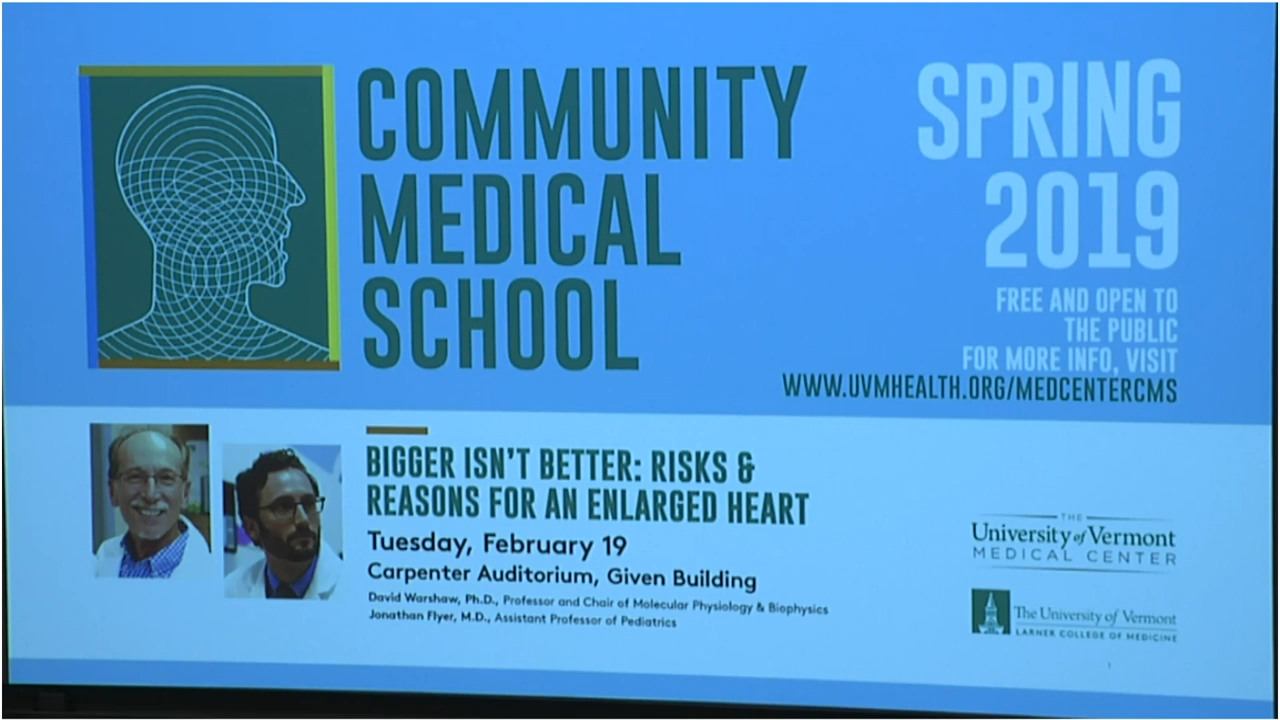 COMMUNITY
MEDICAL
SCHOOL
SPRING
2019
FREE AND OPEN TO
THE PUBLIC
FOR MORE INFO, VISIT
WWW.UVMHEALTH.ORG/MEDCENTERCMS
BIGGER ISN'T BETTER: RISKS &
REASONS FOR AN ENLARGED HEART
Tuesday, February 19
Carpenter Auditorium, Given Building
David Warshaw, Ph.D., Professor and Chair of Molecular Physiology & Biophysics
Jonathan Flyer, M.D., Assistant Professor of Pediatrics
THE
University of Vermont
MEDICAL CENTER
The University of Vermont
LARNER COLLEGE OF MEDICINE
1